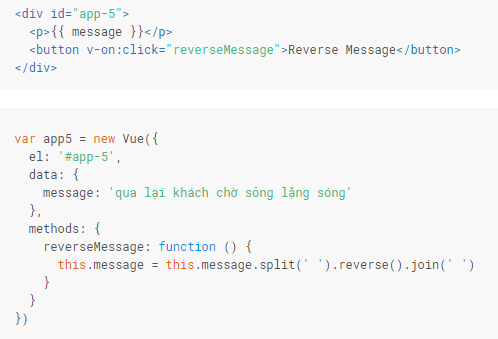 <div id="app-5">
<p>{{ message }}</p>
<button v-on:click="reverseMessage">Reverse Message</button>
</div>
var app5 = new Vue({
el: '#app-5',
data: {
message: 'qua lại khách chờ sông lặng sóng'
},
methods: {
reverseMessage: function () {
this.message = this.message.split(' ').reverse().join(' ')
}
}
})